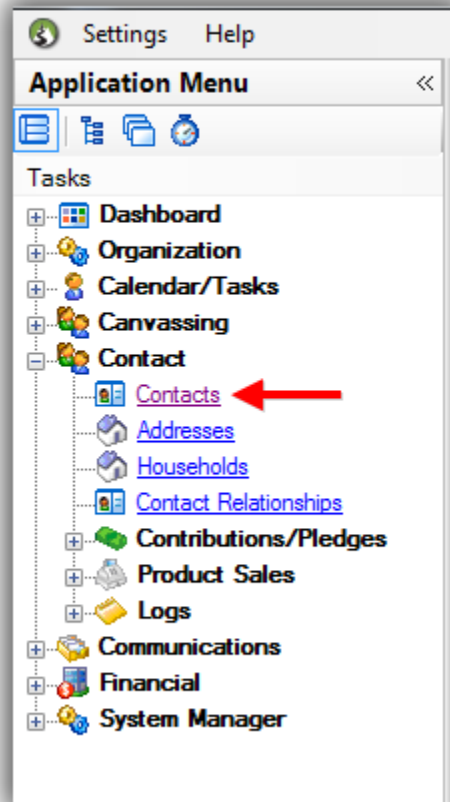 Settings Help
Application Menu
Tasks
Dashboard
Organization
Calendar/Tasks
Canvassing
Contact
Contacts
Addresses
Households
Contact Relationships
Contributions/Pledges
Product Sales
Logs
Communications
Financial
System Manager